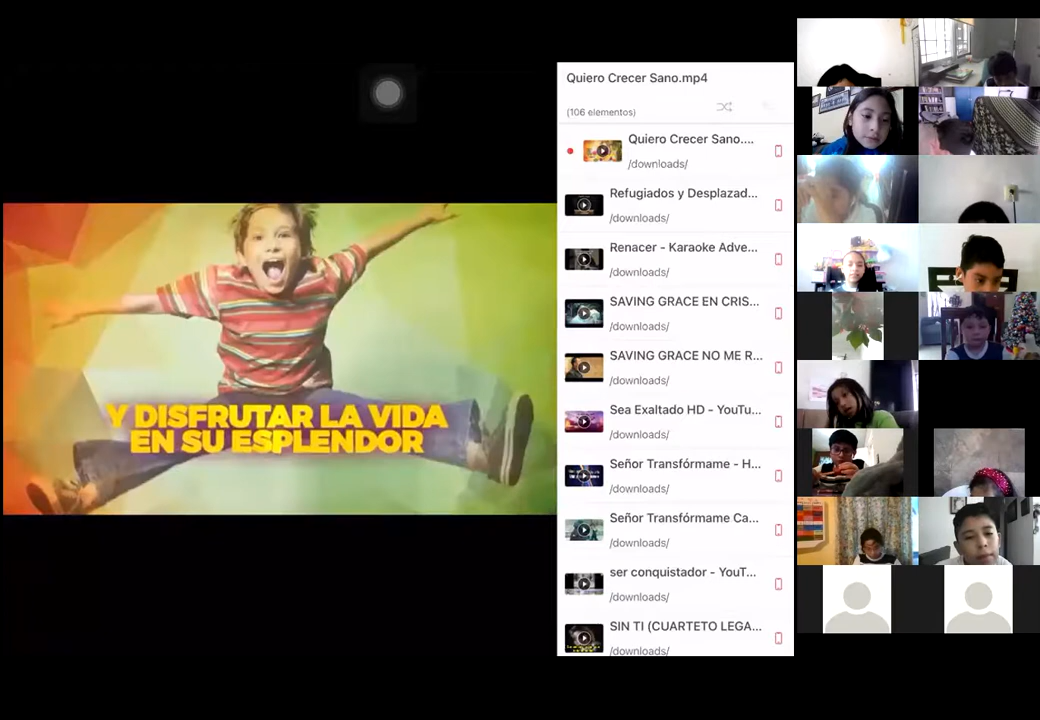 Y DISFRUTAR LA VIDA
EN SU ESPLENDOR
Quiero Crecer Sano.mp4
(106 elementos)
Quiero Crecer Sano....
/downloads/
Refugiados y Desplazad...
/downloads/
Renacer - Karaoke Adve...
/downloads/
SAVING GRACE EN CRIS...
/downloads/
SAVING GRACE NO ME R...
/downloads/
Sea Exaltado HD - YouTu...
/downloads/
Señor Transfórmame - H...
/downloads/
Señor Transfórmame Ca...
/downloads/
ser conquistador - YouT...
/downloads/
SIN TI (CUARTETO LEGA...
/downloads/